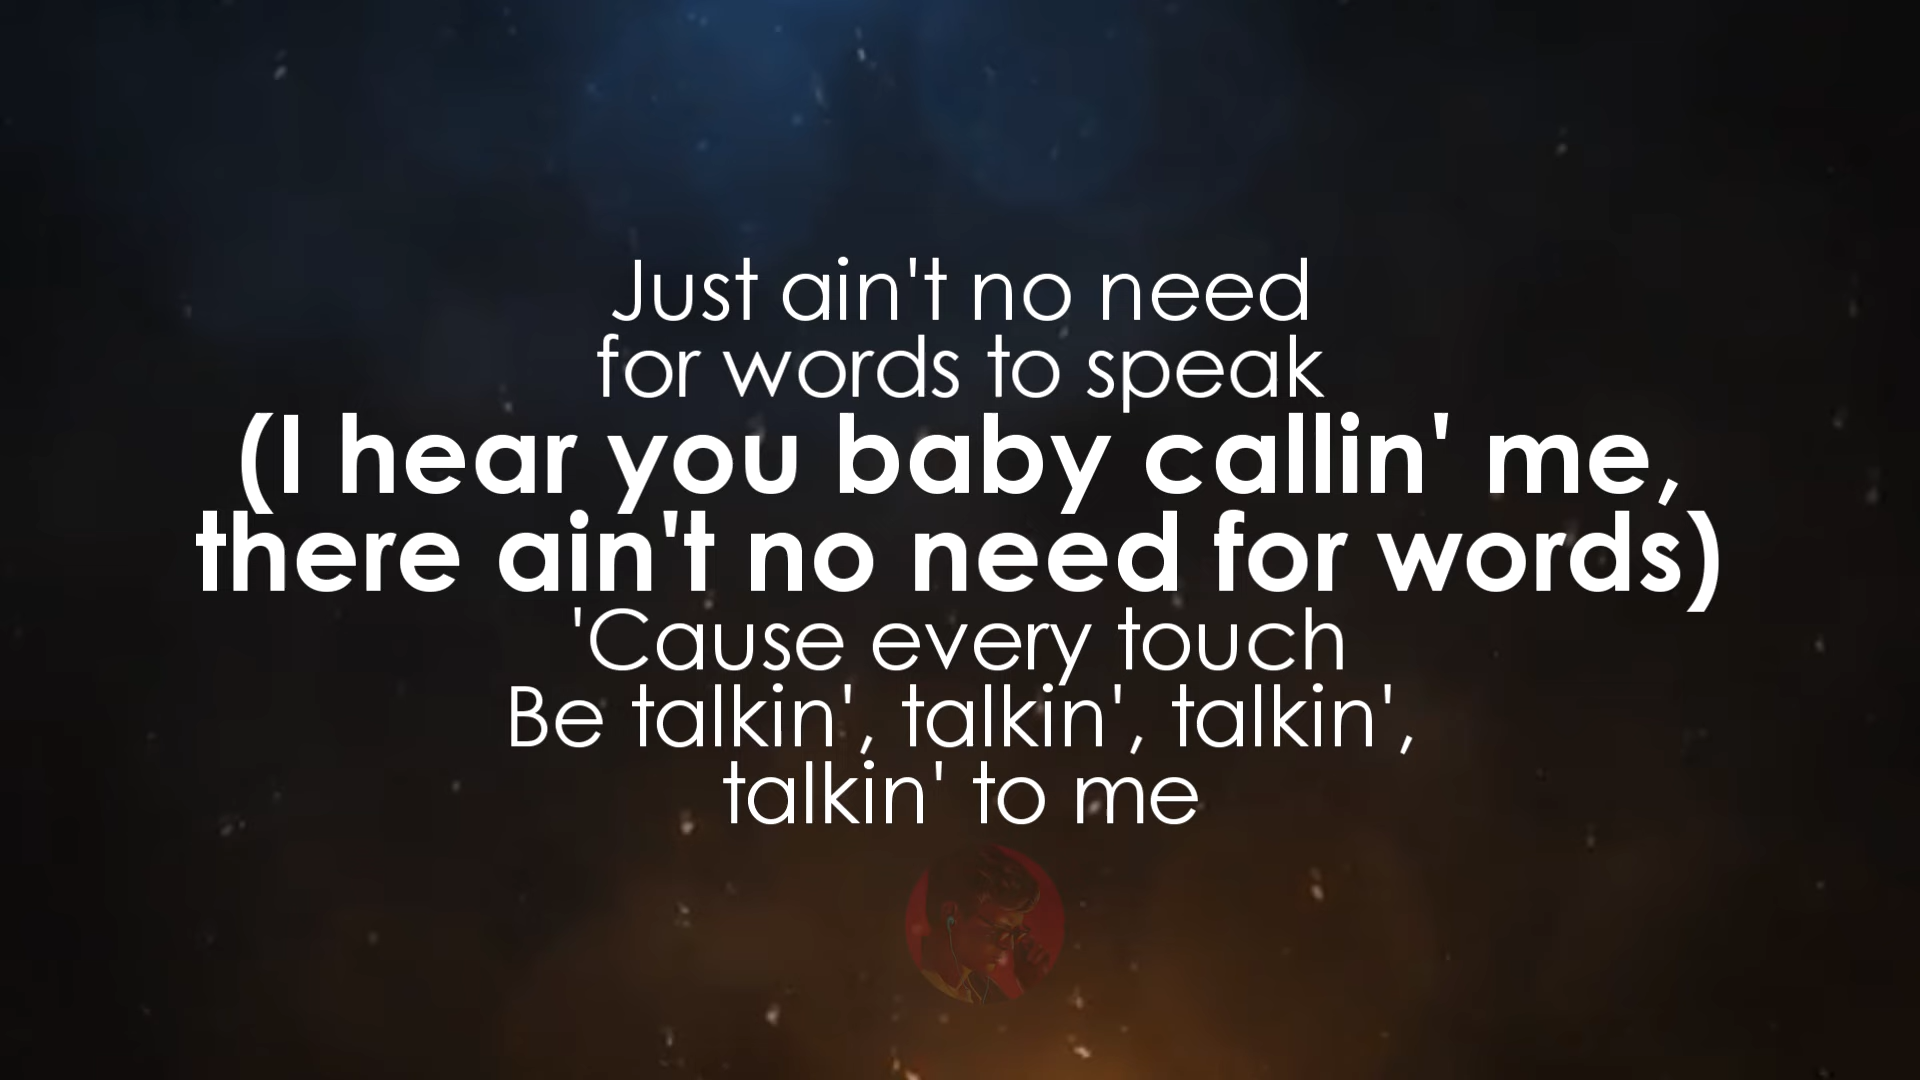 Just ain't no need
for words to speak
(I hear you baby callin' me,
there ain't no need for words)
'Cause every touch
Be talkin', talkin', talkin',
talkin' to me